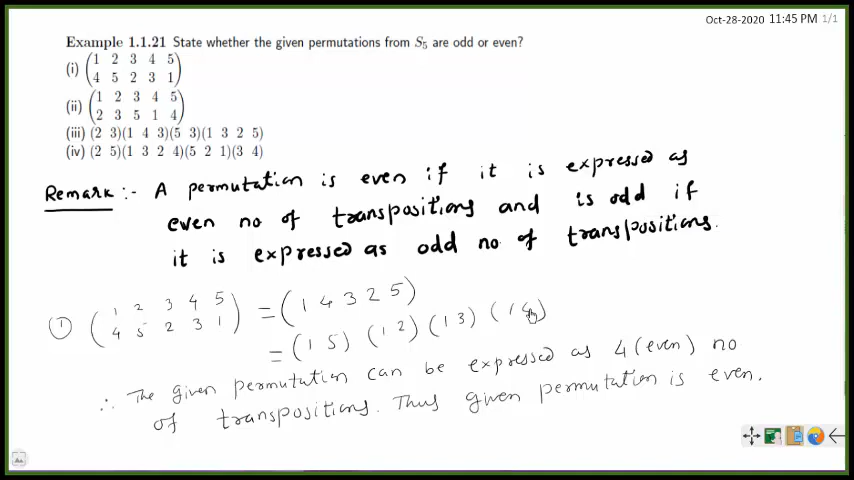 Oct-28-2020 11:45 PM 1/1
Example 1.1.21 State whether the given permutations from S₅ are odd or even?
(i) (1 2 3 4 5
4 5 2 3 1)
(ii) (1 2 3 4 5
2 3 5 1 4)
(iii) (2 3)(1 4 3)(5 3)(1 3 2 5)
(iv) (2 5)(1 3 2 4)(5 2 1)(3 4)
Remark :- A permutation is even if it is expressed as
even no of transpositions and is odd if
it is expressed as odd no. of transpositions.
① (1 2 3 4 5
4 5 2 3 1) = (1 4 3 2 5)
= (1 5) (1 2) (1 3) (1 4)
∴ The given permutation can be expressed as 4 (even) no
of transpositions. Thus given permutation is even.